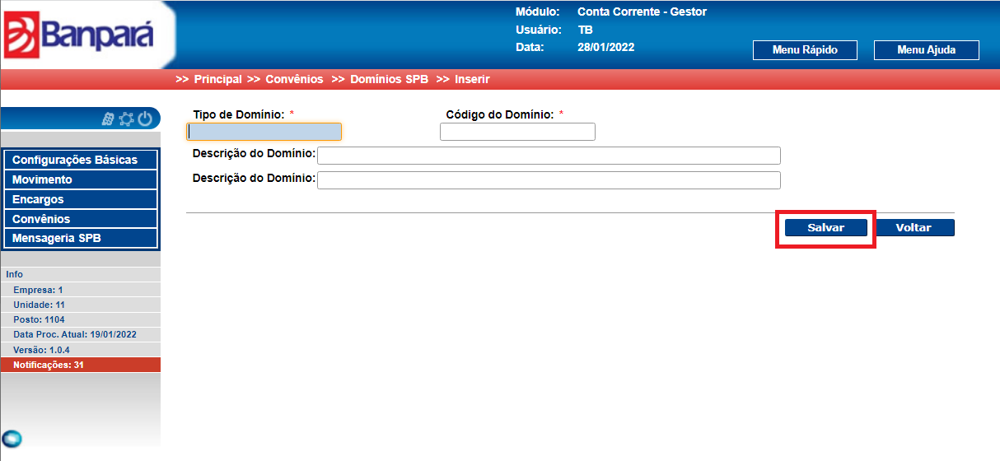 Banpará
Módulo: Conta Corrente - Gestor
Usuário: TB
Data: 28/01/2022
Menu Rápido Menu Ajuda
>> Principal >> Convênios >> Domínios SPB >> Inserir
Tipo de Domínio: * Código do Domínio: *
Descrição do Domínio:
Descrição do Domínio:
Salvar Voltar
Configurações Básicas
Movimento
Encargos
Convênios
Mensageria SPB
Info
Empresa: 1
Unidade: 11
Posto: 1104
Data Proc. Atual: 19/01/2022
Versão: 1.0.4
Notificações: 31